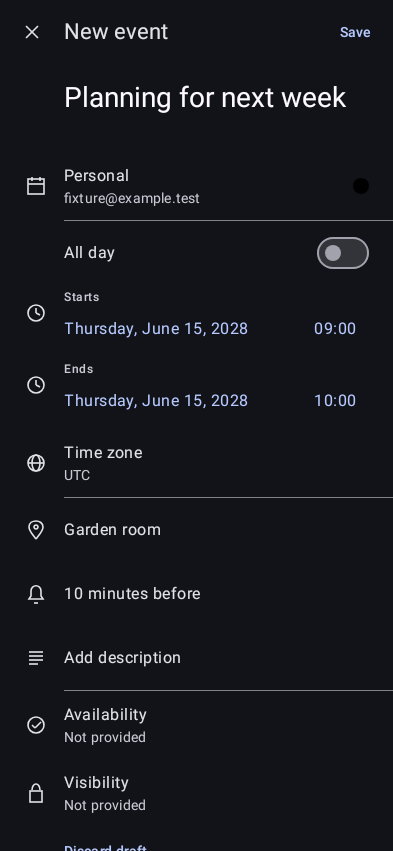 New event
Save
Planning for next week
Personal
fixture@example.test
All day
Starts
Thursday, June 15, 2028 09:00
Ends
Thursday, June 15, 2028 10:00
Time zone
UTC
Garden room
10 minutes before
Add description
Availability
Not provided
Visibility
Not provided
Discard draft